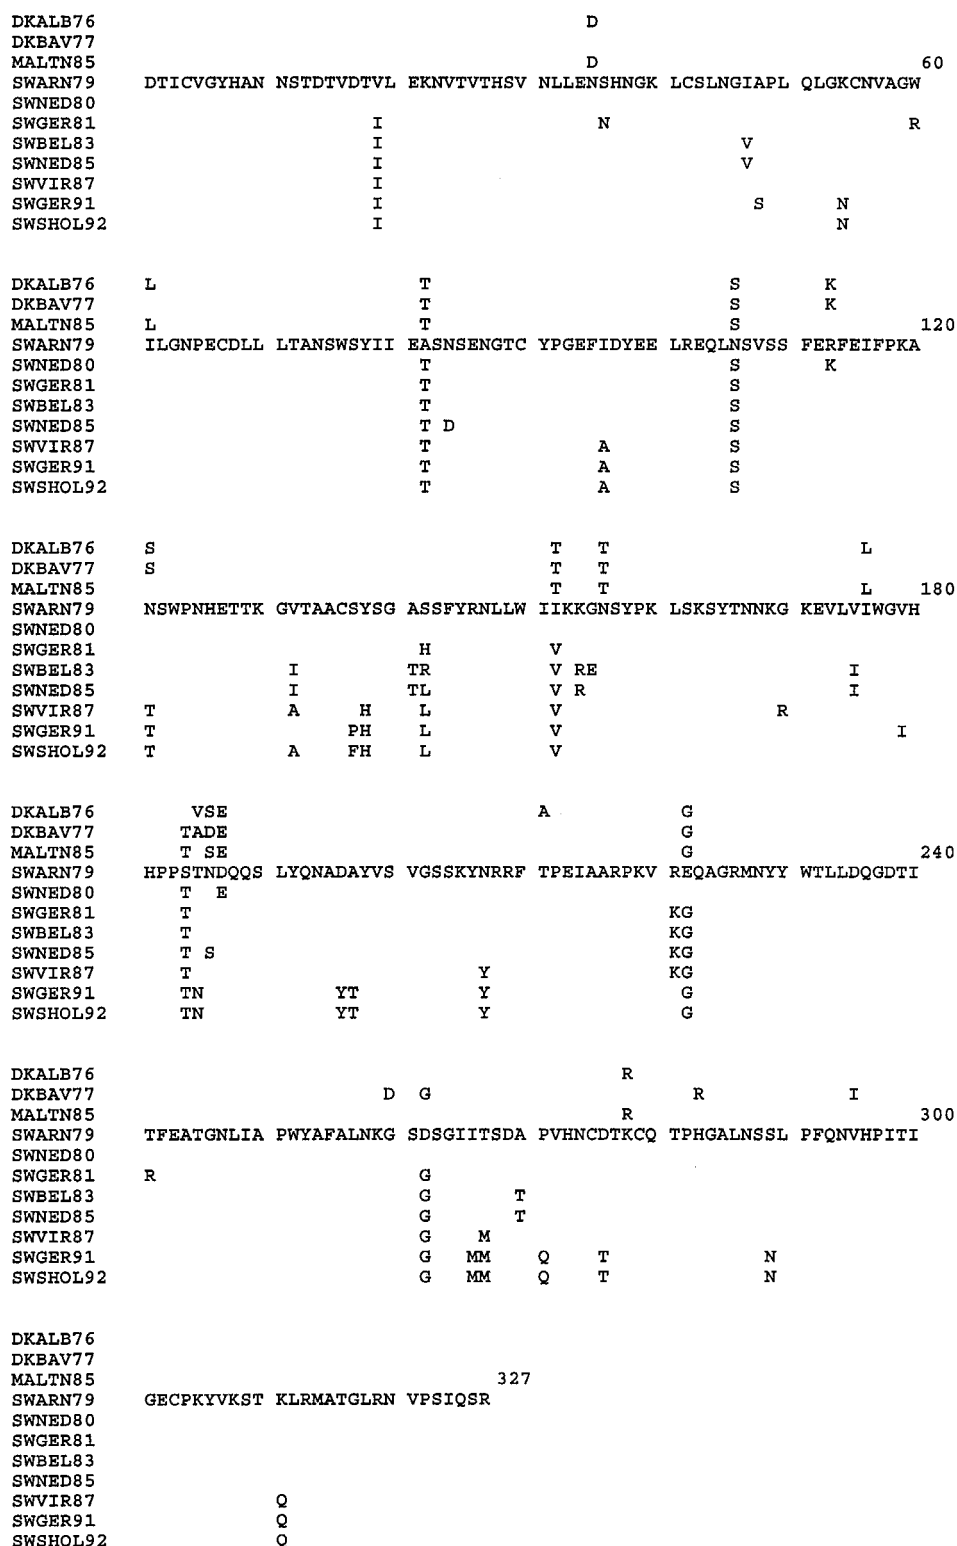 DKALB76 D
DKBAV77
MALTN85 D 60
SWARN79 DTICVGYHAN NSTDTVDTVL EKNVTVTHSV NLLENSHNGK LCSLNGIAPL QLGKCNVAGW
SWNED80
SWGER81 I N R
SWBEL83 I V
SWNED85 I V
SWVIR87 I
SWGER91 I S N
SWSHOL92 I N
DKALB76 L T S K
DKBAV77 T S K
MALTN85 L T S 120
SWARN79 ILGNPECDLL LTANSWSYII EASNSENGTC YPGEFIDYEE LREQLNSVSS FERFEIFPKA
SWNED80 T S K
SWGER81 T S
SWBEL83 T S
SWNED85 T D S
SWVIR87 T A S
SWGER91 T A S
SWSHOL92 T A S
DKALB76 S T T L
DKBAV77 S T T
MALTN85 T T L 180
SWARN79 NSWPNHETTK GVTAACSYSG ASSFYRNLLW IIKKGNSYPK LSKSYTNNKG KEVLVIWGVH
SWNED80
SWGER81 H V
SWBEL83 I TR V RE I
SWNED85 I TL V R I
SWVIR87 T A H L V R
SWGER91 T PH L V I
SWSHOL92 T A FH L V
DKALB76 VSE A G
DKBAV77 TADE G
MALTN85 T SE G 240
SWARN79 HPPSTNDQQS LYQNADAYVS VGSSKYNRRF TPEIAARPKV REQAGRMNYY WTLLDQGDTI
SWNED80 T E
SWGER81 T KG
SWBEL83 T KG
SWNED85 T S KG
SWVIR87 T Y KG
SWGER91 TN YT Y G
SWSHOL92 TN YT Y G
DKALB76 R
DKBAV77 D G R I
MALTN85 R 300
SWARN79 TFEATGNLIA PWYAFALNKG SDSGIITSDA PVHNCDTKCQ TPHGALNSSL PFQNVHPITI
SWNED80
SWGER81 R G
SWBEL83 G T
SWNED85 G T
SWVIR87 G M
SWGER91 G MM Q T N
SWSHOL92 G MM Q T N
DKALB76
DKBAV77
MALTN85 327
SWARN79 GECPKYVKST KLRMATGLRN VPSIQSR
SWNED80
SWGER81
SWBEL83
SWNED85
SWVIR87 Q
SWGER91 Q
SWSHOL92 Q